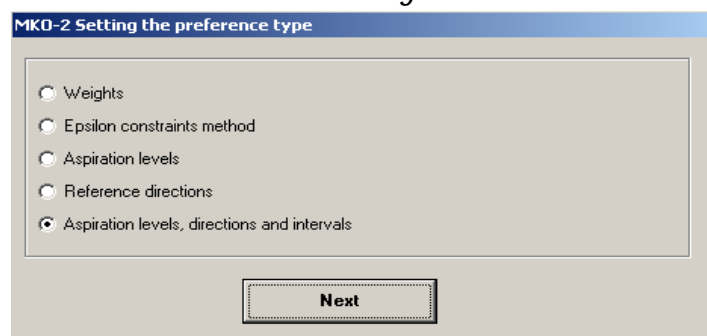 MKO-2 Setting the preference type
Weights
Epsilon constraints method
Aspiration levels
Reference directions
Aspiration levels, directions and intervals
Next